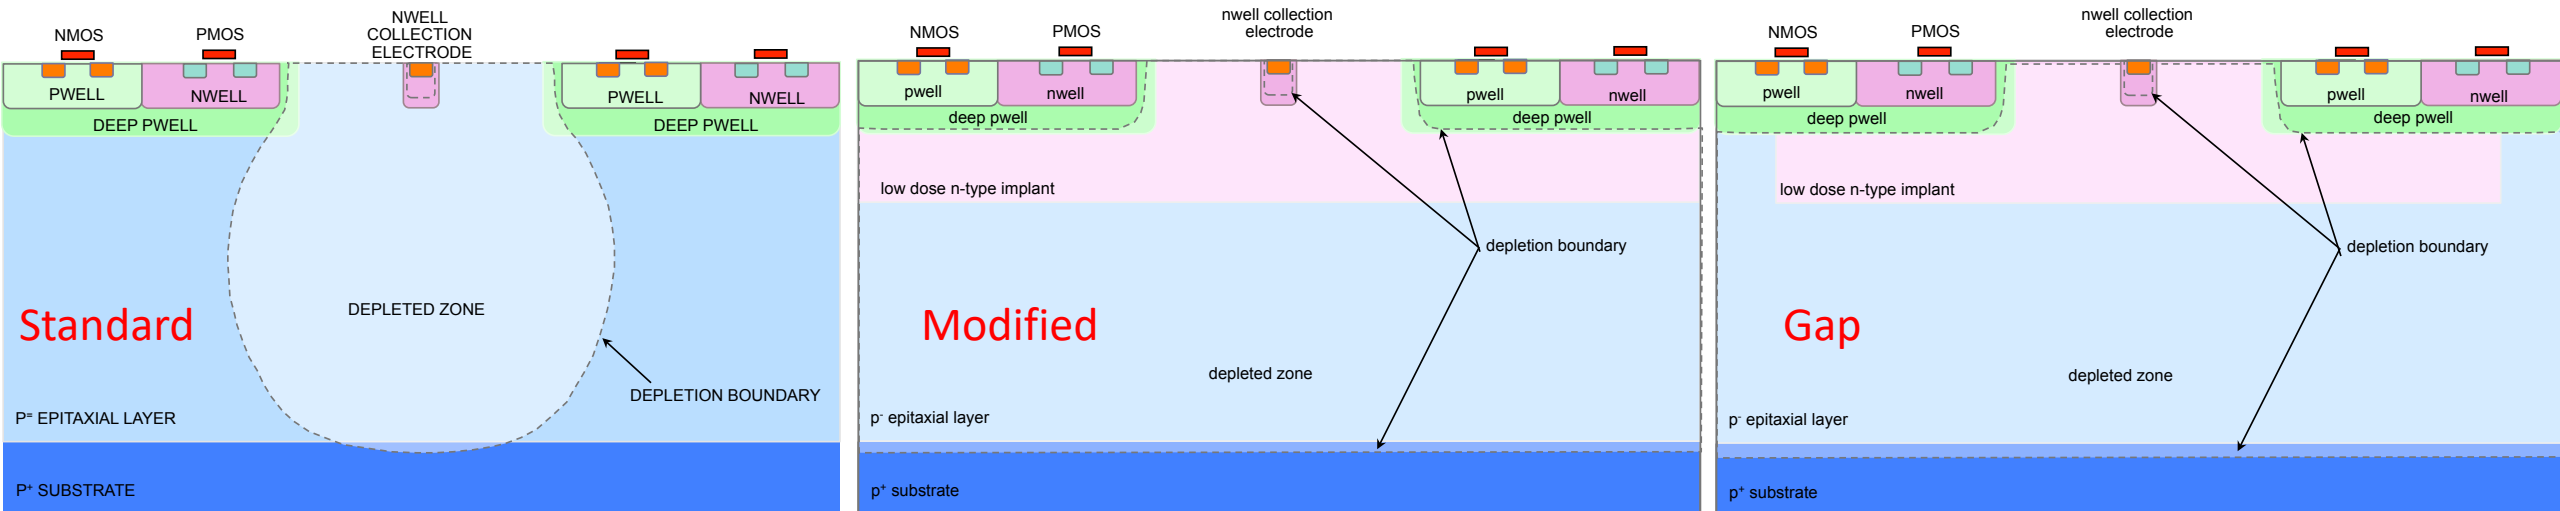 NMOS
PMOS
NWELL
COLLECTION
ELECTRODE
PWELL
NWELL
PWELL
NWELL
DEEP PWELL
DEEP PWELL
DEPLETED ZONE
Standard
DEPLETION BOUNDARY
P= EPITAXIAL LAYER
P+ SUBSTRATE
NMOS
PMOS
nwell collection
electrode
pwell
nwell
pwell
nwell
deep pwell
deep pwell
low dose n-type implant
depletion boundary
Modified
depleted zone
p- epitaxial layer
p+ substrate
NMOS
PMOS
nwell collection
electrode
pwell
nwell
pwell
nwell
deep pwell
deep pwell
low dose n-type implant
depletion boundary
Gap
depleted zone
p- epitaxial layer
p+ substrate